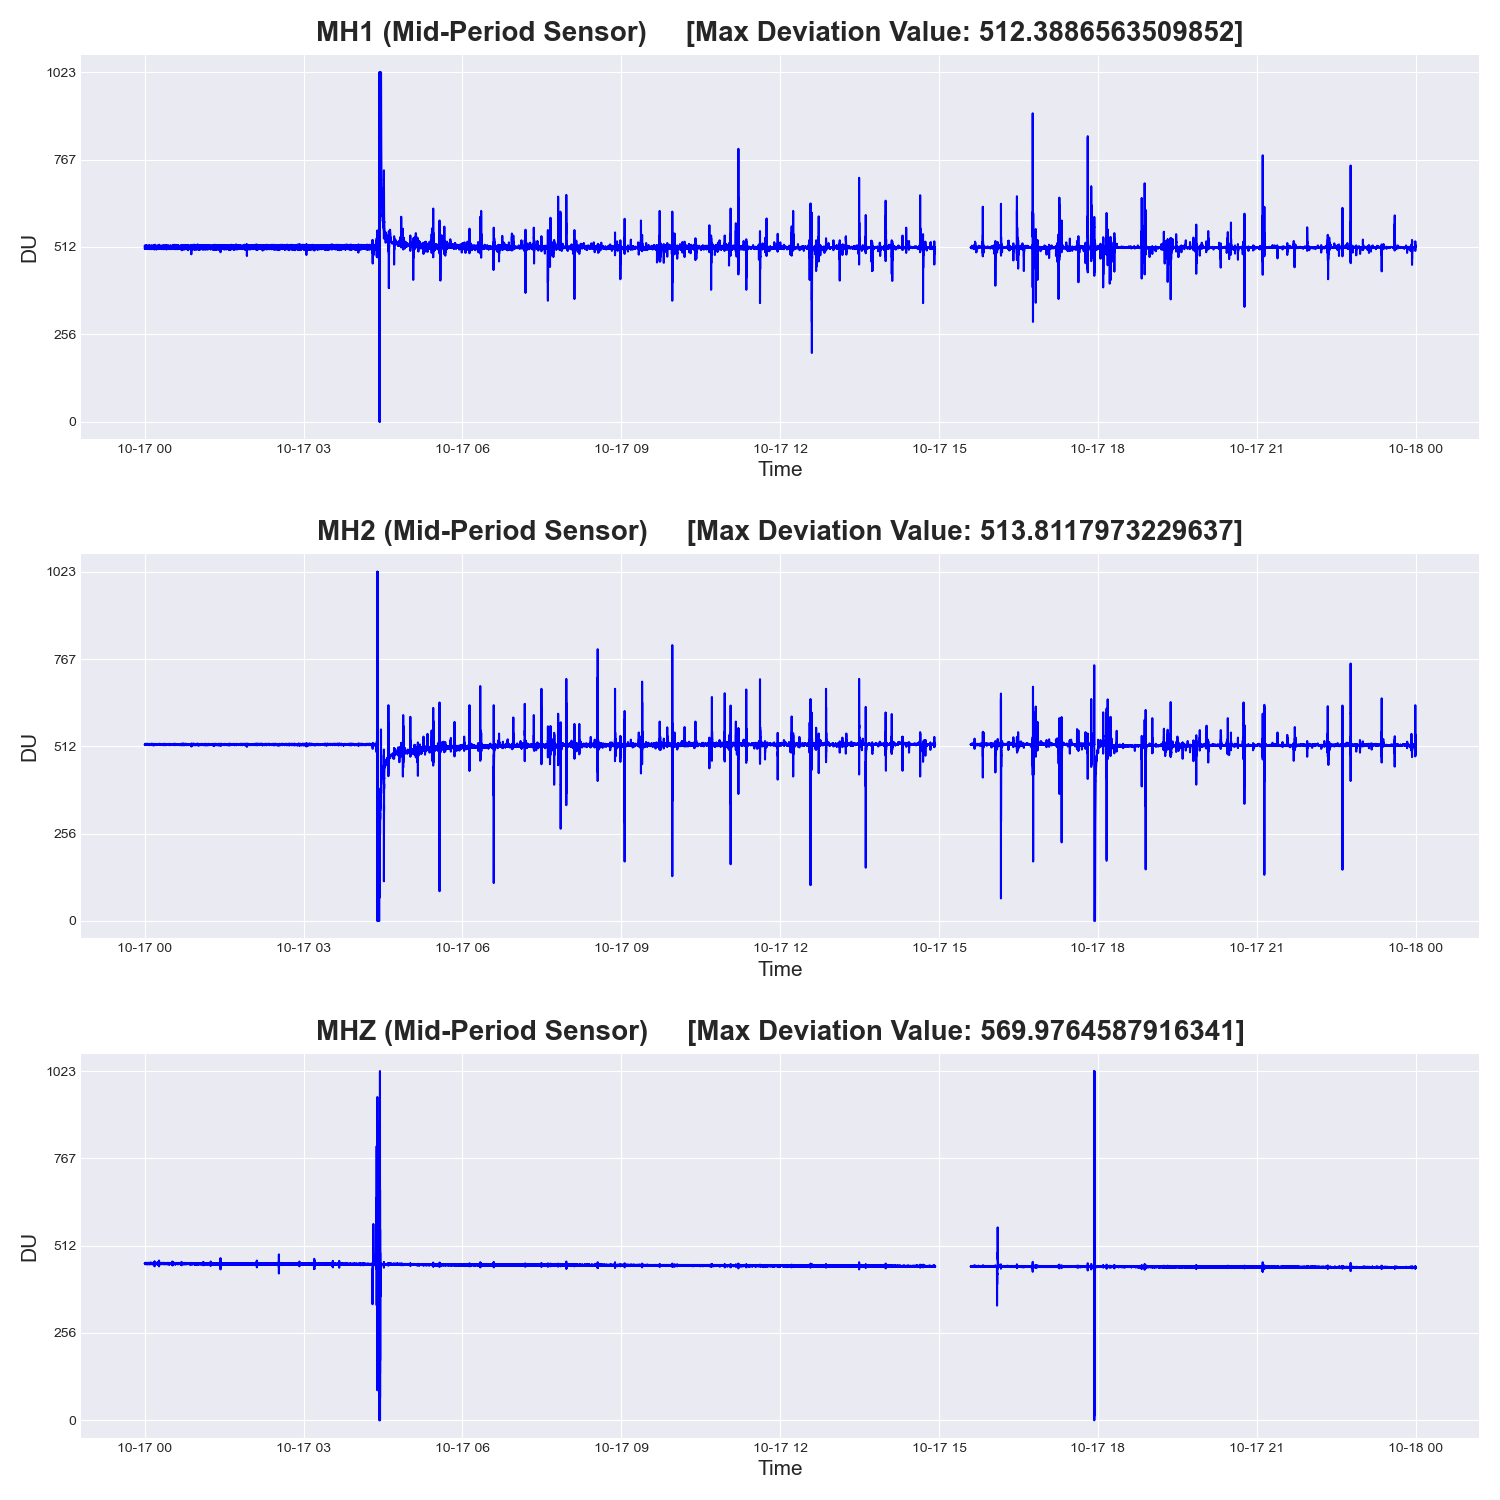 MH1 (Mid-Period Sensor) [Max Deviation Value: 512.3886563509852]
1023
767
512
256
0
DU
10-17 00 10-17 03 10-17 06 10-17 09 10-17 12 10-17 15 10-17 18 10-17 21 10-18 00
Time
MH2 (Mid-Period Sensor) [Max Deviation Value: 513.8117973229637]
1023
767
512
256
0
DU
10-17 00 10-17 03 10-17 06 10-17 09 10-17 12 10-17 15 10-17 18 10-17 21 10-18 00
Time
MHZ (Mid-Period Sensor) [Max Deviation Value: 569.9764587916341]
1023
767
512
256
0
DU
10-17 00 10-17 03 10-17 06 10-17 09 10-17 12 10-17 15 10-17 18 10-17 21 10-18 00
Time